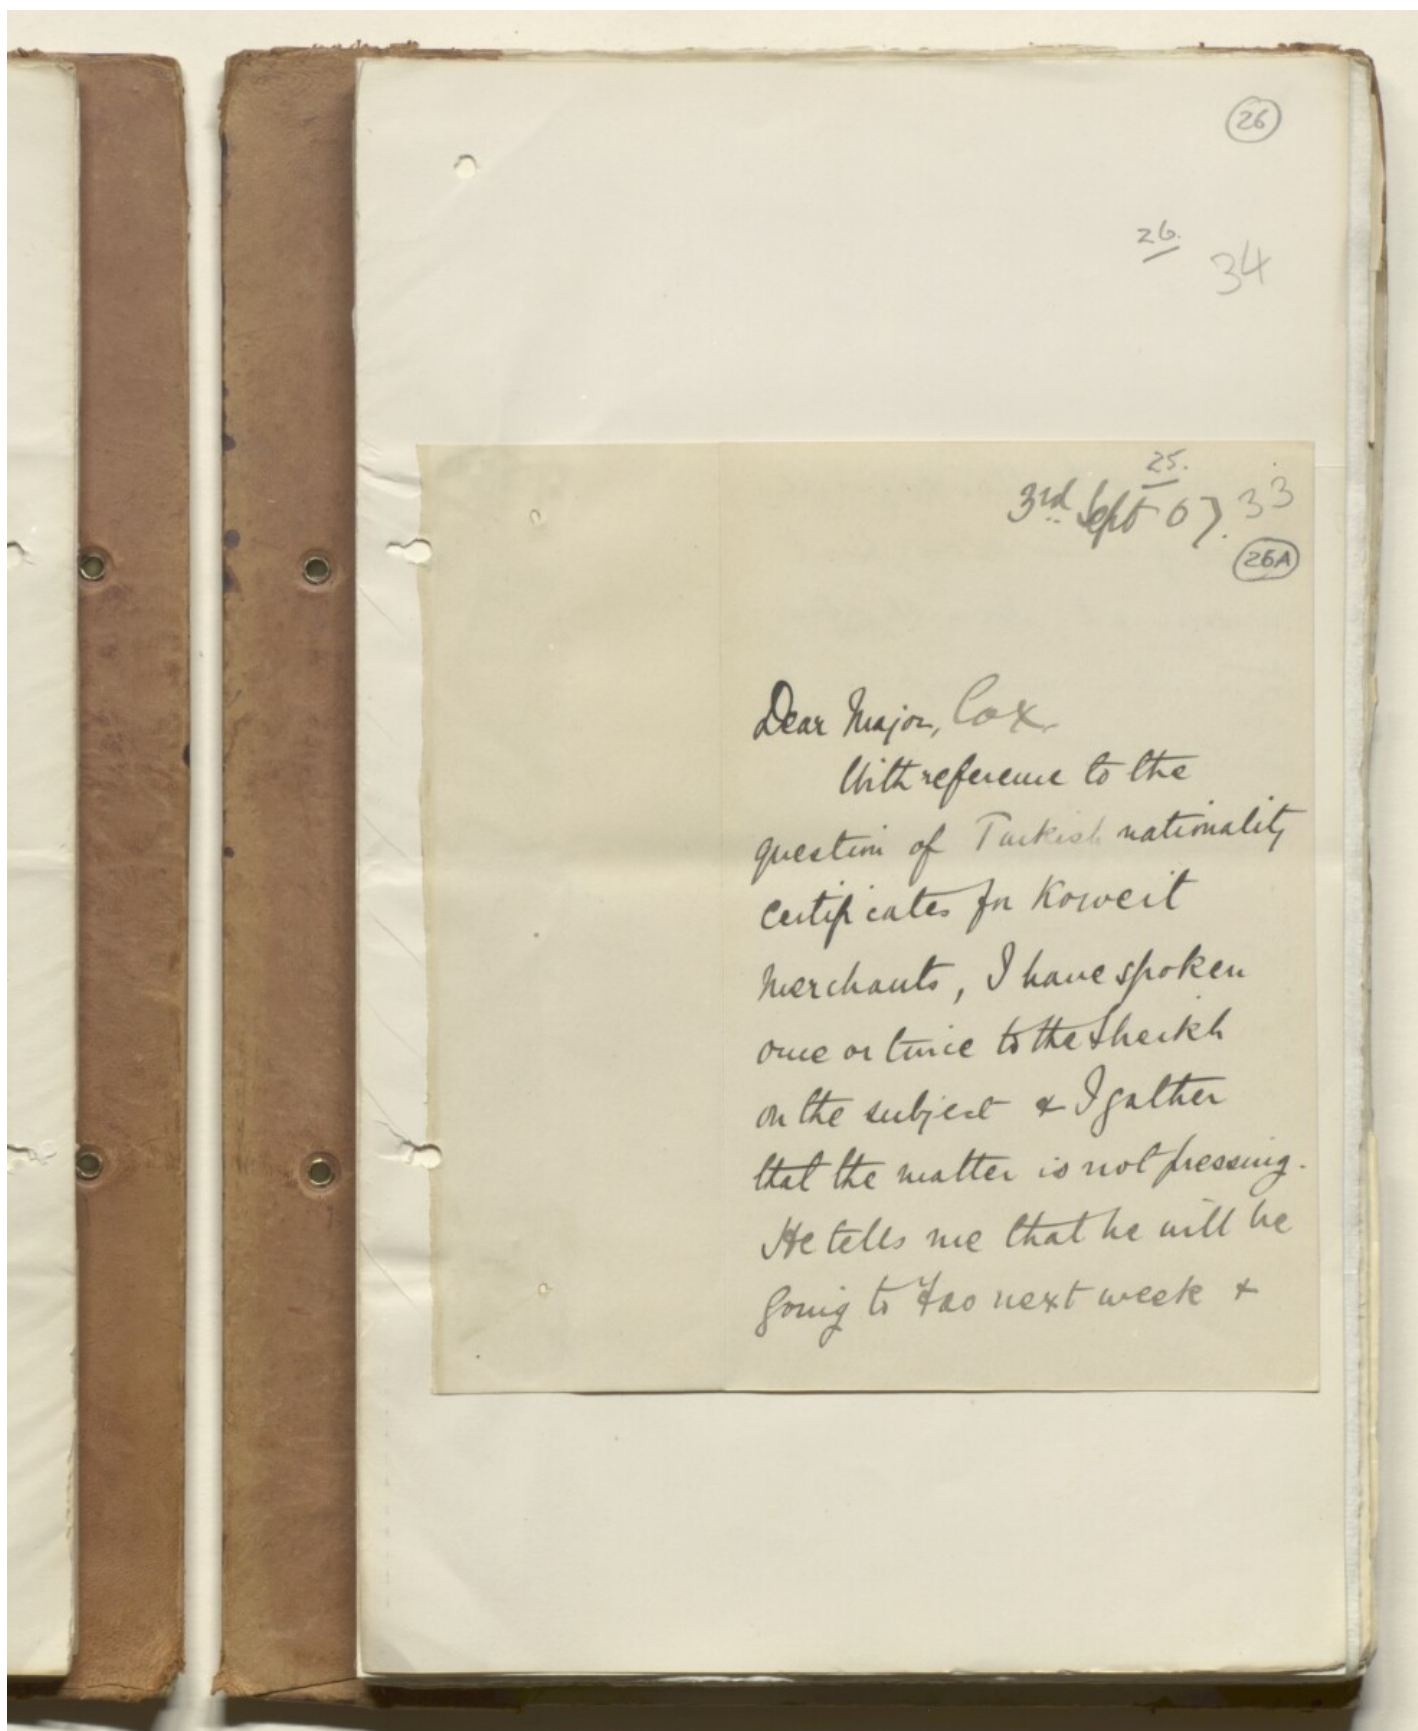 26
26.
34
25.
3rd Sept 07.
33
26A
Dear Major, Cox.
With reference to the
question of Turkish nationality
certificates for Koweit
Merchants, I have spoken
once or twice to the Sheikh
on the subject & I gather
that the matter is not pressing.
He tells me that he will be
going to Fao next week &